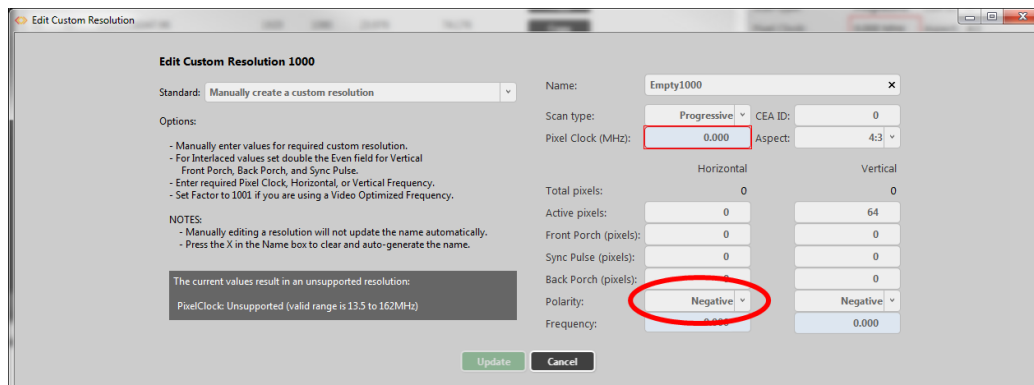 Edit Custom Resolution
Edit Custom Resolution 1000
Standard: Manually create a custom resolution
Options:
- Manually enter values for required custom resolution.
- For Interlaced values set double the Even field for Vertical
Front Porch, Back Porch, and Sync Pulse.
- Enter required Pixel Clock, Horizontal, or Vertical Frequency.
- Set Factor to 1001 if you are using a Video Optimized Frequency.
NOTES:
- Manually editing a resolution will not update the name automatically.
- Press the X in the Name box to clear and auto-generate the name.
The current values result in an unsupported resolution:
PixelClock: Unsupported (valid range is 13.5 to 162MHz)
Name: Empty1000 x
Scan type: Progressive CEA ID: 0
Pixel Clock (MHz): 0.000 Aspect: 4:3
Horizontal Vertical
Total pixels: 0 0
Active pixels: 0 64
Front Porch (pixels): 0 0
Sync Pulse (pixels): 0 0
Back Porch (pixels): 0 0
Polarity: Negative Negative
Frequency: 0.000 0.000
Update Cancel